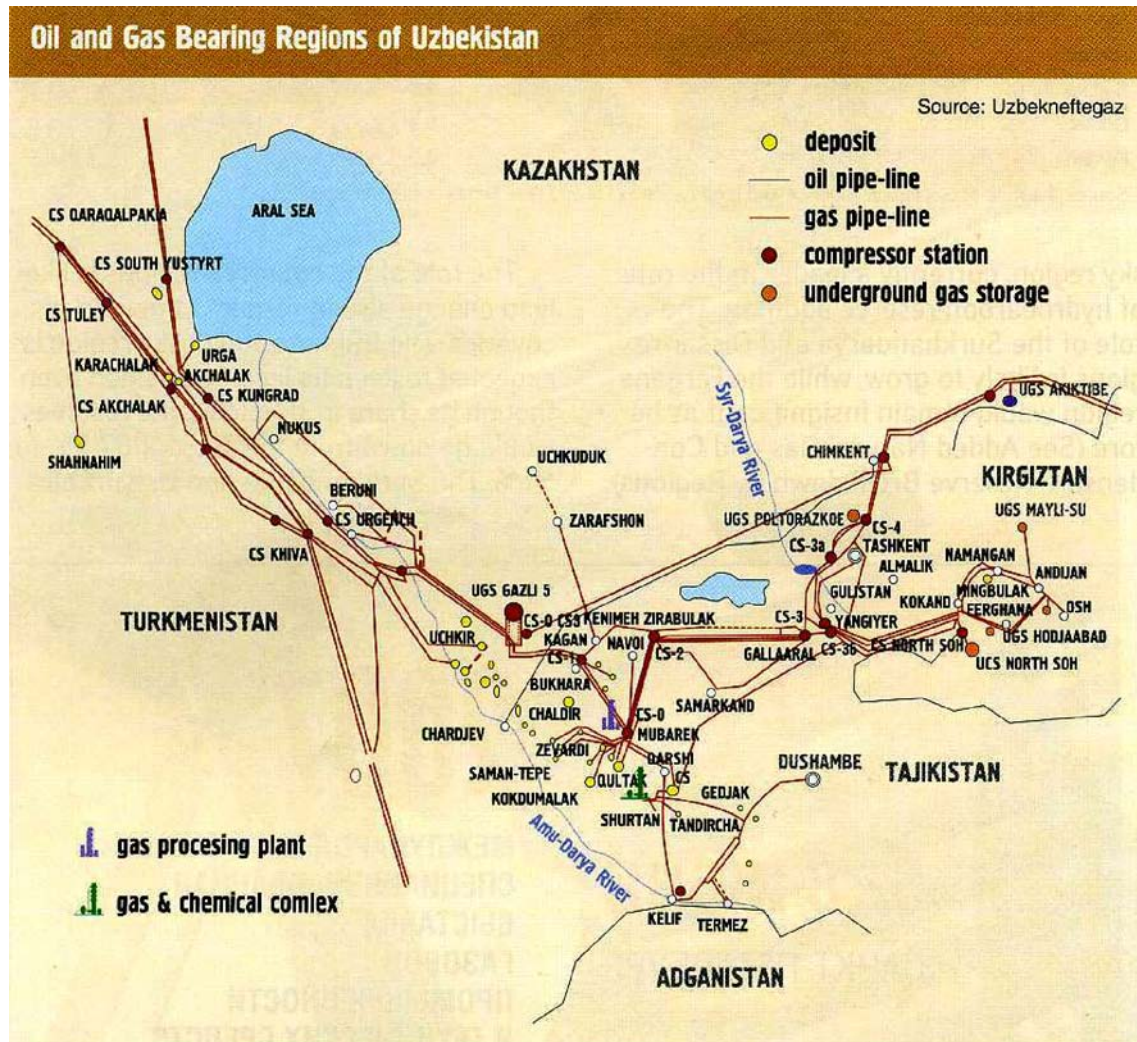 Oil and Gas Bearing Regions of Uzbekistan
Source: Uzbekneftegaz
deposit
oil pipe-line
gas pipe-line
compressor station
underground gas storage
KAZAKHSTAN
ARAL SEA
CS QARAQALPAKIA
CS SOUTH YUSTYRT
CS TULEY
URGA
KARACHALAK
AKCHALAK
CS AKCHALAK
CS KUNGRAD
NUKUS
SHAHNAHIM
UCHKUDUK
BERUNI
CS URGENCH
ZARAFSHON
CS KHIVA
Syr-Darya River
UGS AKIKTIBE
CHIMKENT
KIRGIZTAN
UGS MAYLI-SU
UGS POLTORAZKOE
CS-4
CS-3a
TASHKENT
ALMALIK
NAMANGAN
ANDIJAN
GULISTAN
MINGBULAK
KOKAND
FERGHANA
OSH
YANGIYER
UGS HODJAABAD
TURKMENISTAN
UGS GAZLI 5
CS-0 CS3
KENIMEH
ZIRABULAK
CS-3
UCHKIR
KAGAN
NAVOI
CS-1
CS-2
GALLAARAL
CS-36
CS NORTH SOH
UCS NORTH SOH
BUKHARA
SAMARKAND
CHALDIR
CS-0
CHARDJEV
MUBAREK
ZEVARDI
QARSHI
DUSHAMBE
TAJIKISTAN
SAMAN-TEPE
QULTAK
CS
KOKDUMALAK
GEDJAK
SHURTAN
TANDIRCHA
Amu-Darya River
gas procesing plant
gas & chemical comlex
KELIF
TERMEZ
ADGANISTAN